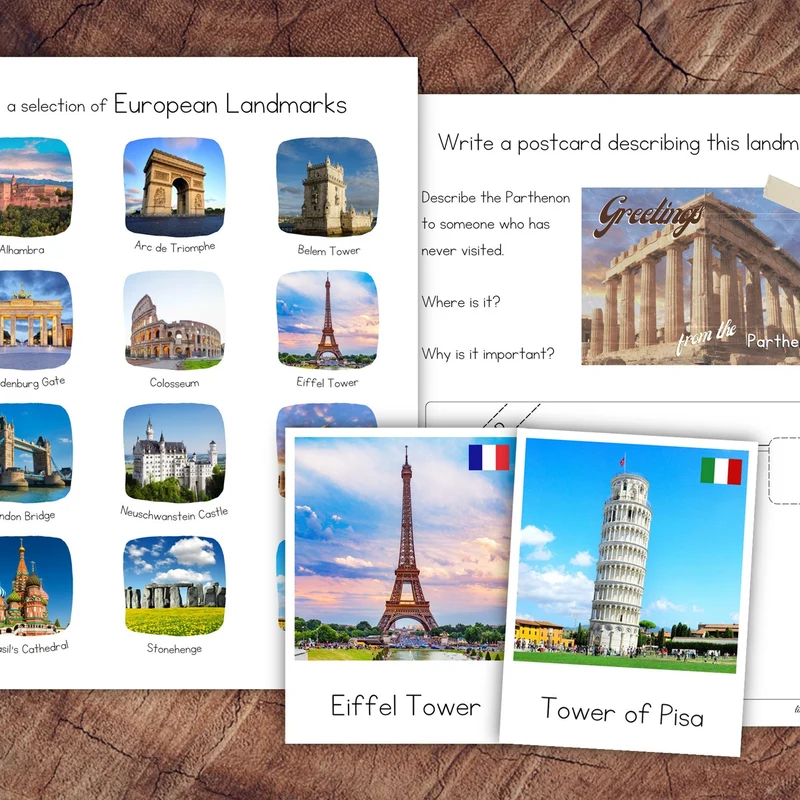 a selection of European Landmarks
Alhambra
Arc de Triomphe
Belem Tower
denburg Gate
Colosseum
Eiffel Tower
ndon Bridge
Neuschwanstein Castle
asil's Cathedral
Stonehenge
Write a postcard describing this landm
Describe the Parthenon
to someone who has
never visited.
Where is it?
Why is it important?
Greetings
from the Parthe
Eiffel Tower
Tower of Pisa